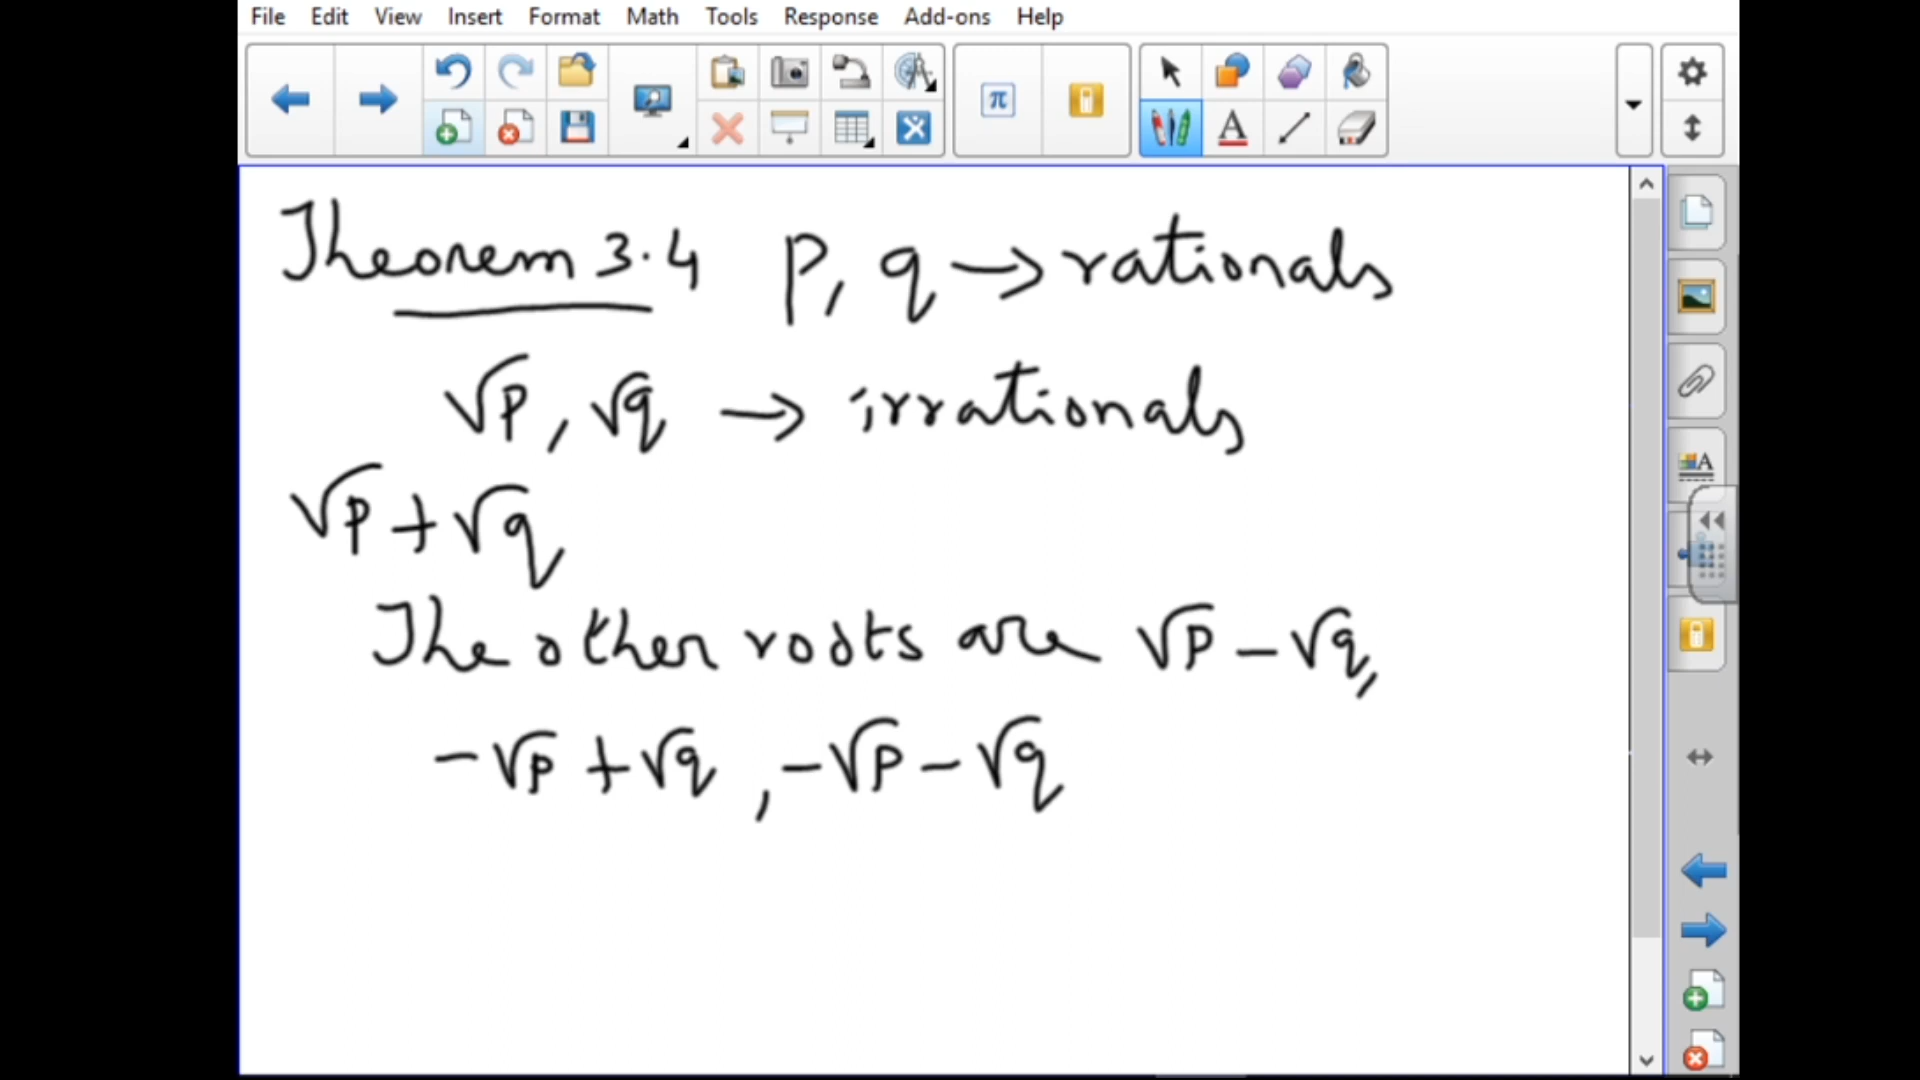 File Edit View Insert Format Math Tools Response Add-ons Help
Theorem 3.4 p, q → rationals
√p, √q → irrationals
√p + √q
The other roots are √p − √q,
−√p + √q, −√p − √q